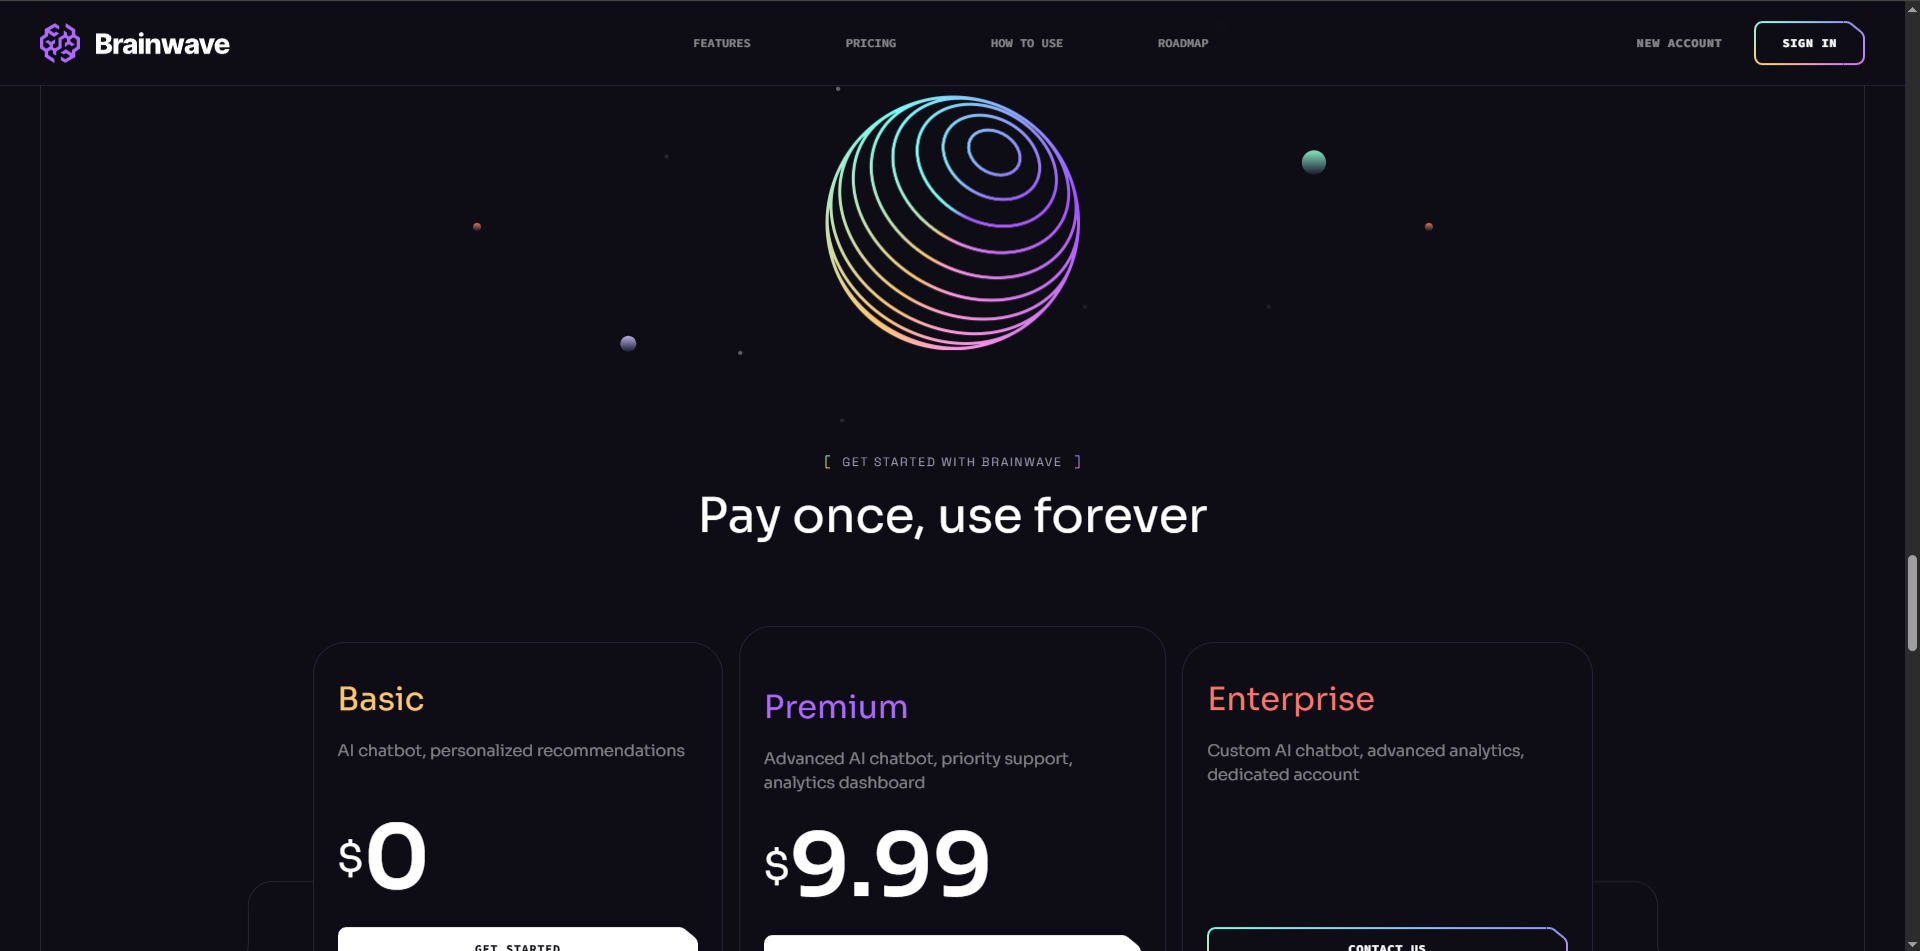 Brainwave
FEATURES
PRICING
HOW TO USE
ROADMAP
NEW ACCOUNT
SIGN IN
[ GET STARTED WITH BRAINWAVE ]
Pay once, use forever
Basic
AI chatbot, personalized recommendations
$0
GET STARTED
Premium
Advanced AI chatbot, priority support,
analytics dashboard
$9.99
Enterprise
Custom AI chatbot, advanced analytics,
dedicated account
CONTACT US